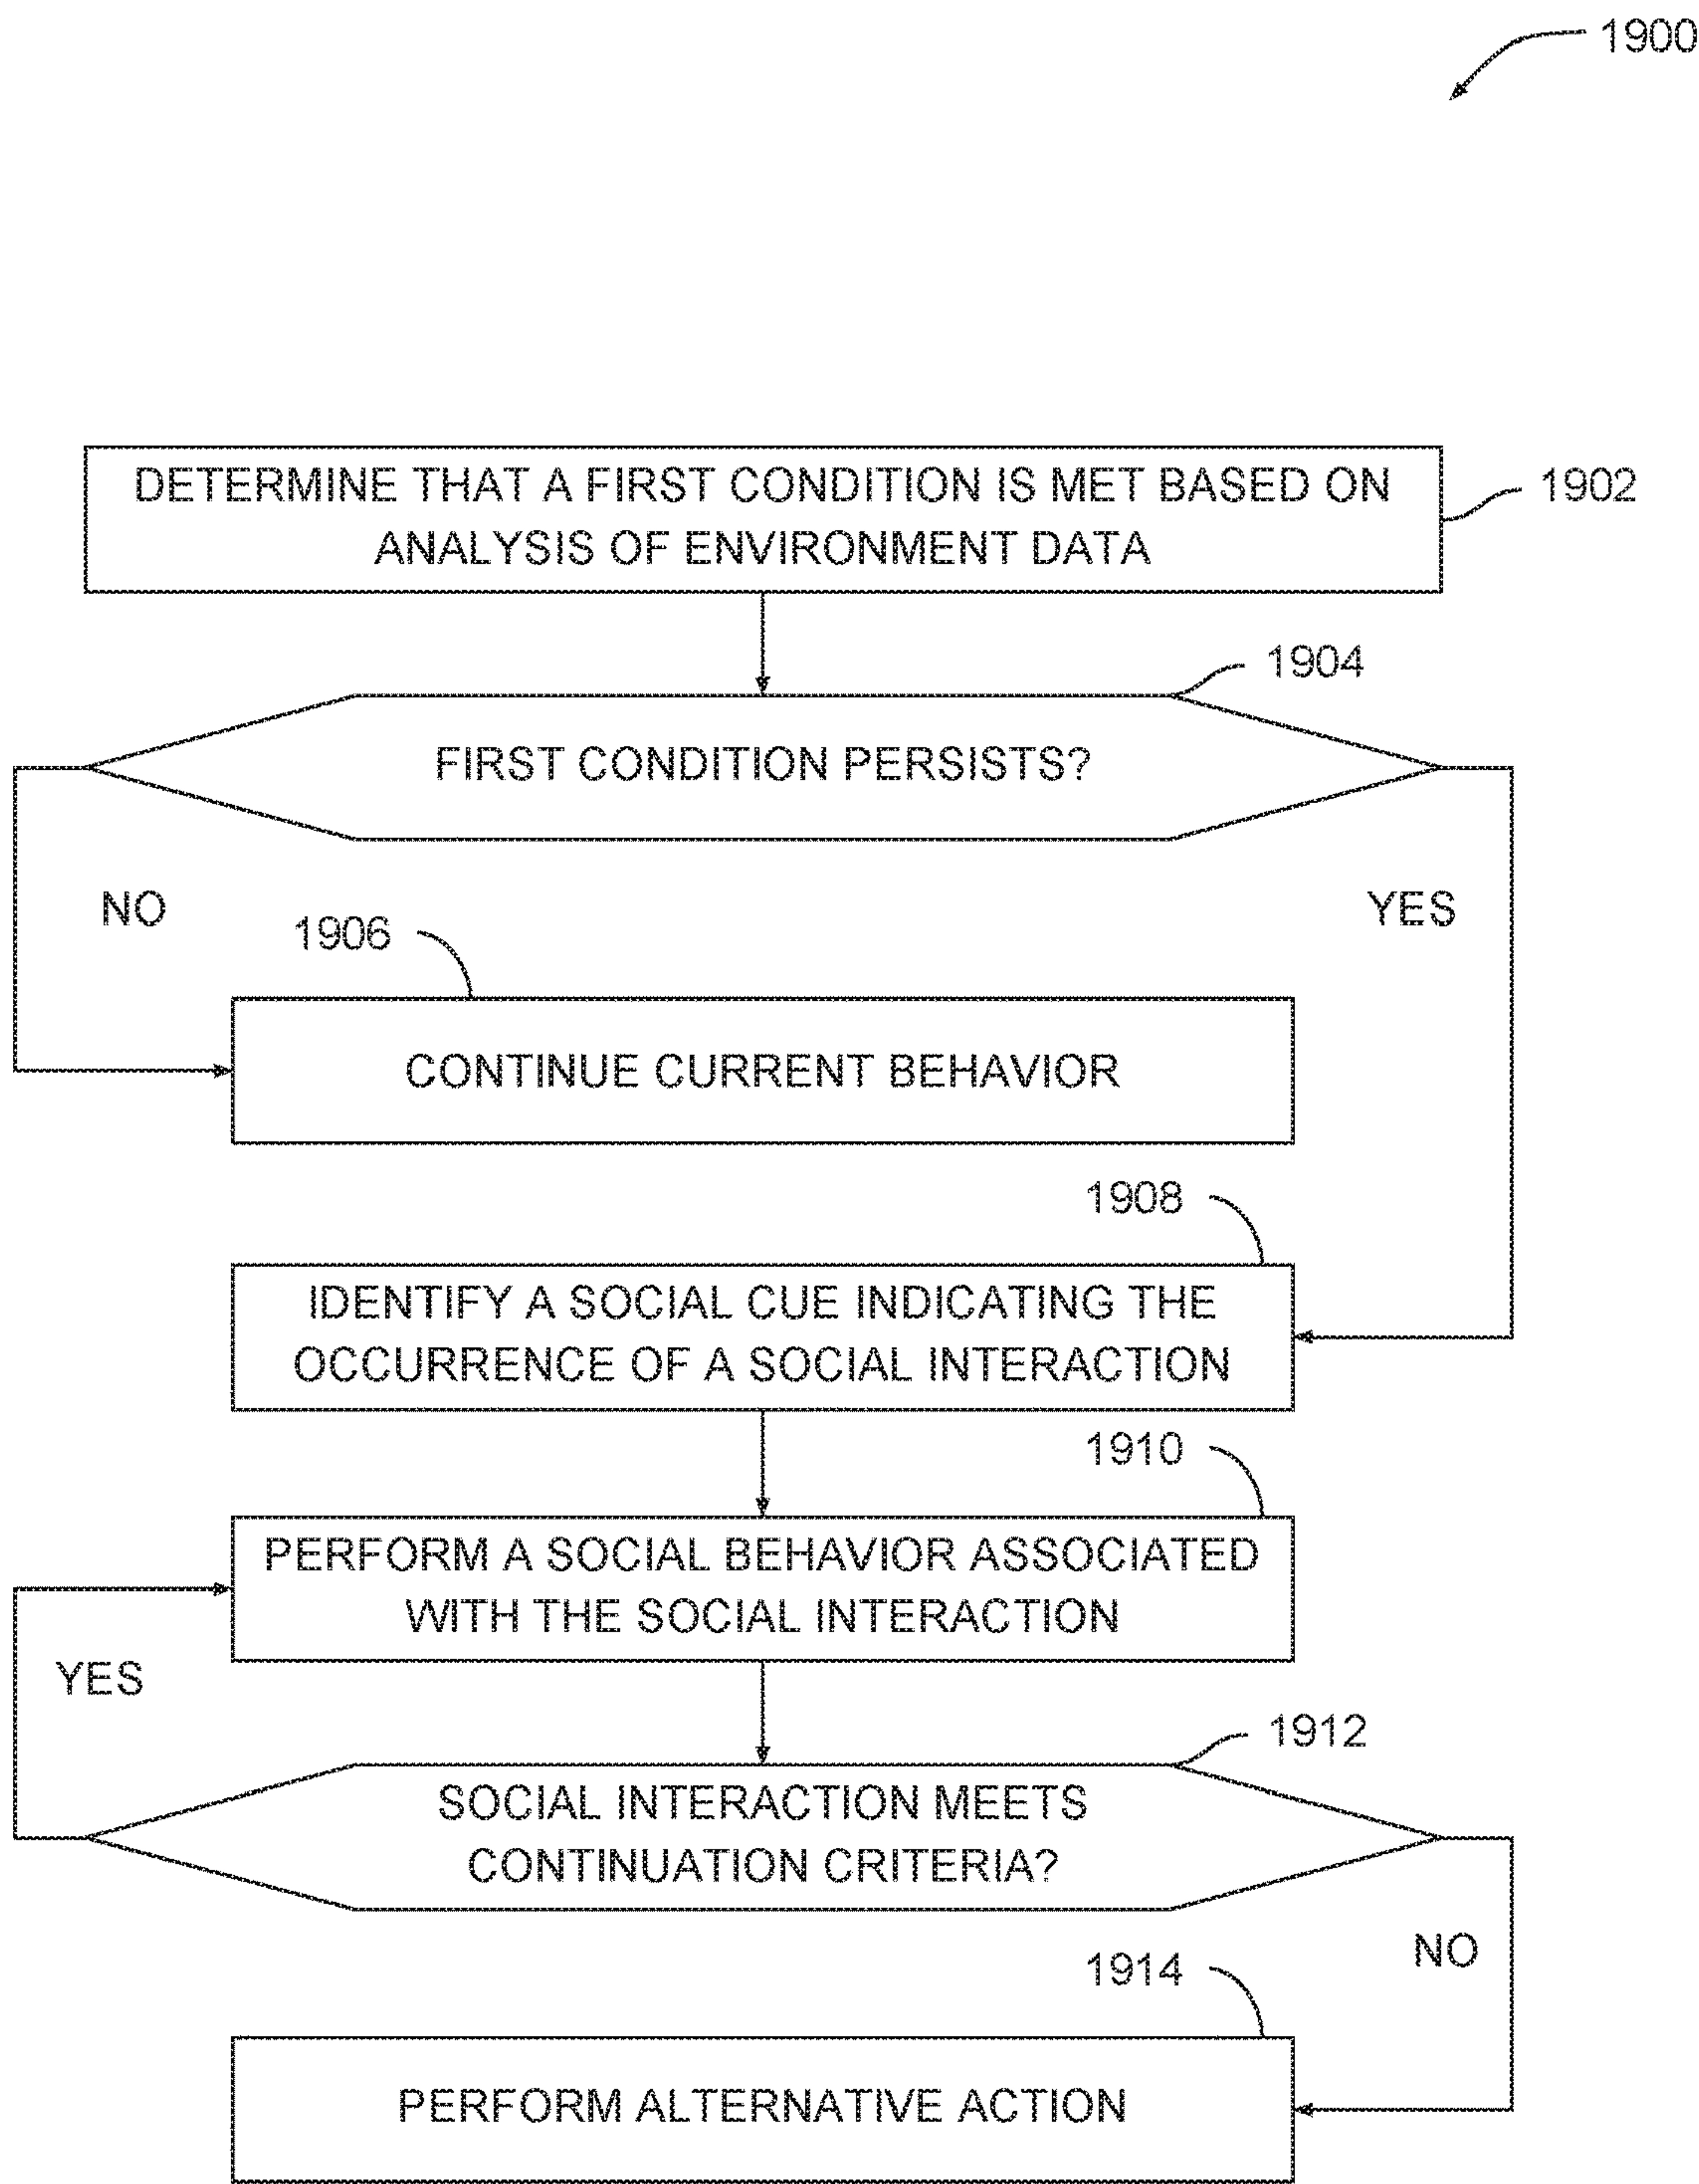 1900
DETERMINE THAT A FIRST CONDITION IS MET BASED ON
ANALYSIS OF ENVIRONMENT DATA
1902
1904
FIRST CONDITION PERSISTS?
NO
YES
1906
CONTINUE CURRENT BEHAVIOR
1908
IDENTIFY A SOCIAL CUE INDICATING THE
OCCURRENCE OF A SOCIAL INTERACTION
1910
PERFORM A SOCIAL BEHAVIOR ASSOCIATED
WITH THE SOCIAL INTERACTION
YES
1912
SOCIAL INTERACTION MEETS
CONTINUATION CRITERIA?
NO
1914
PERFORM ALTERNATIVE ACTION